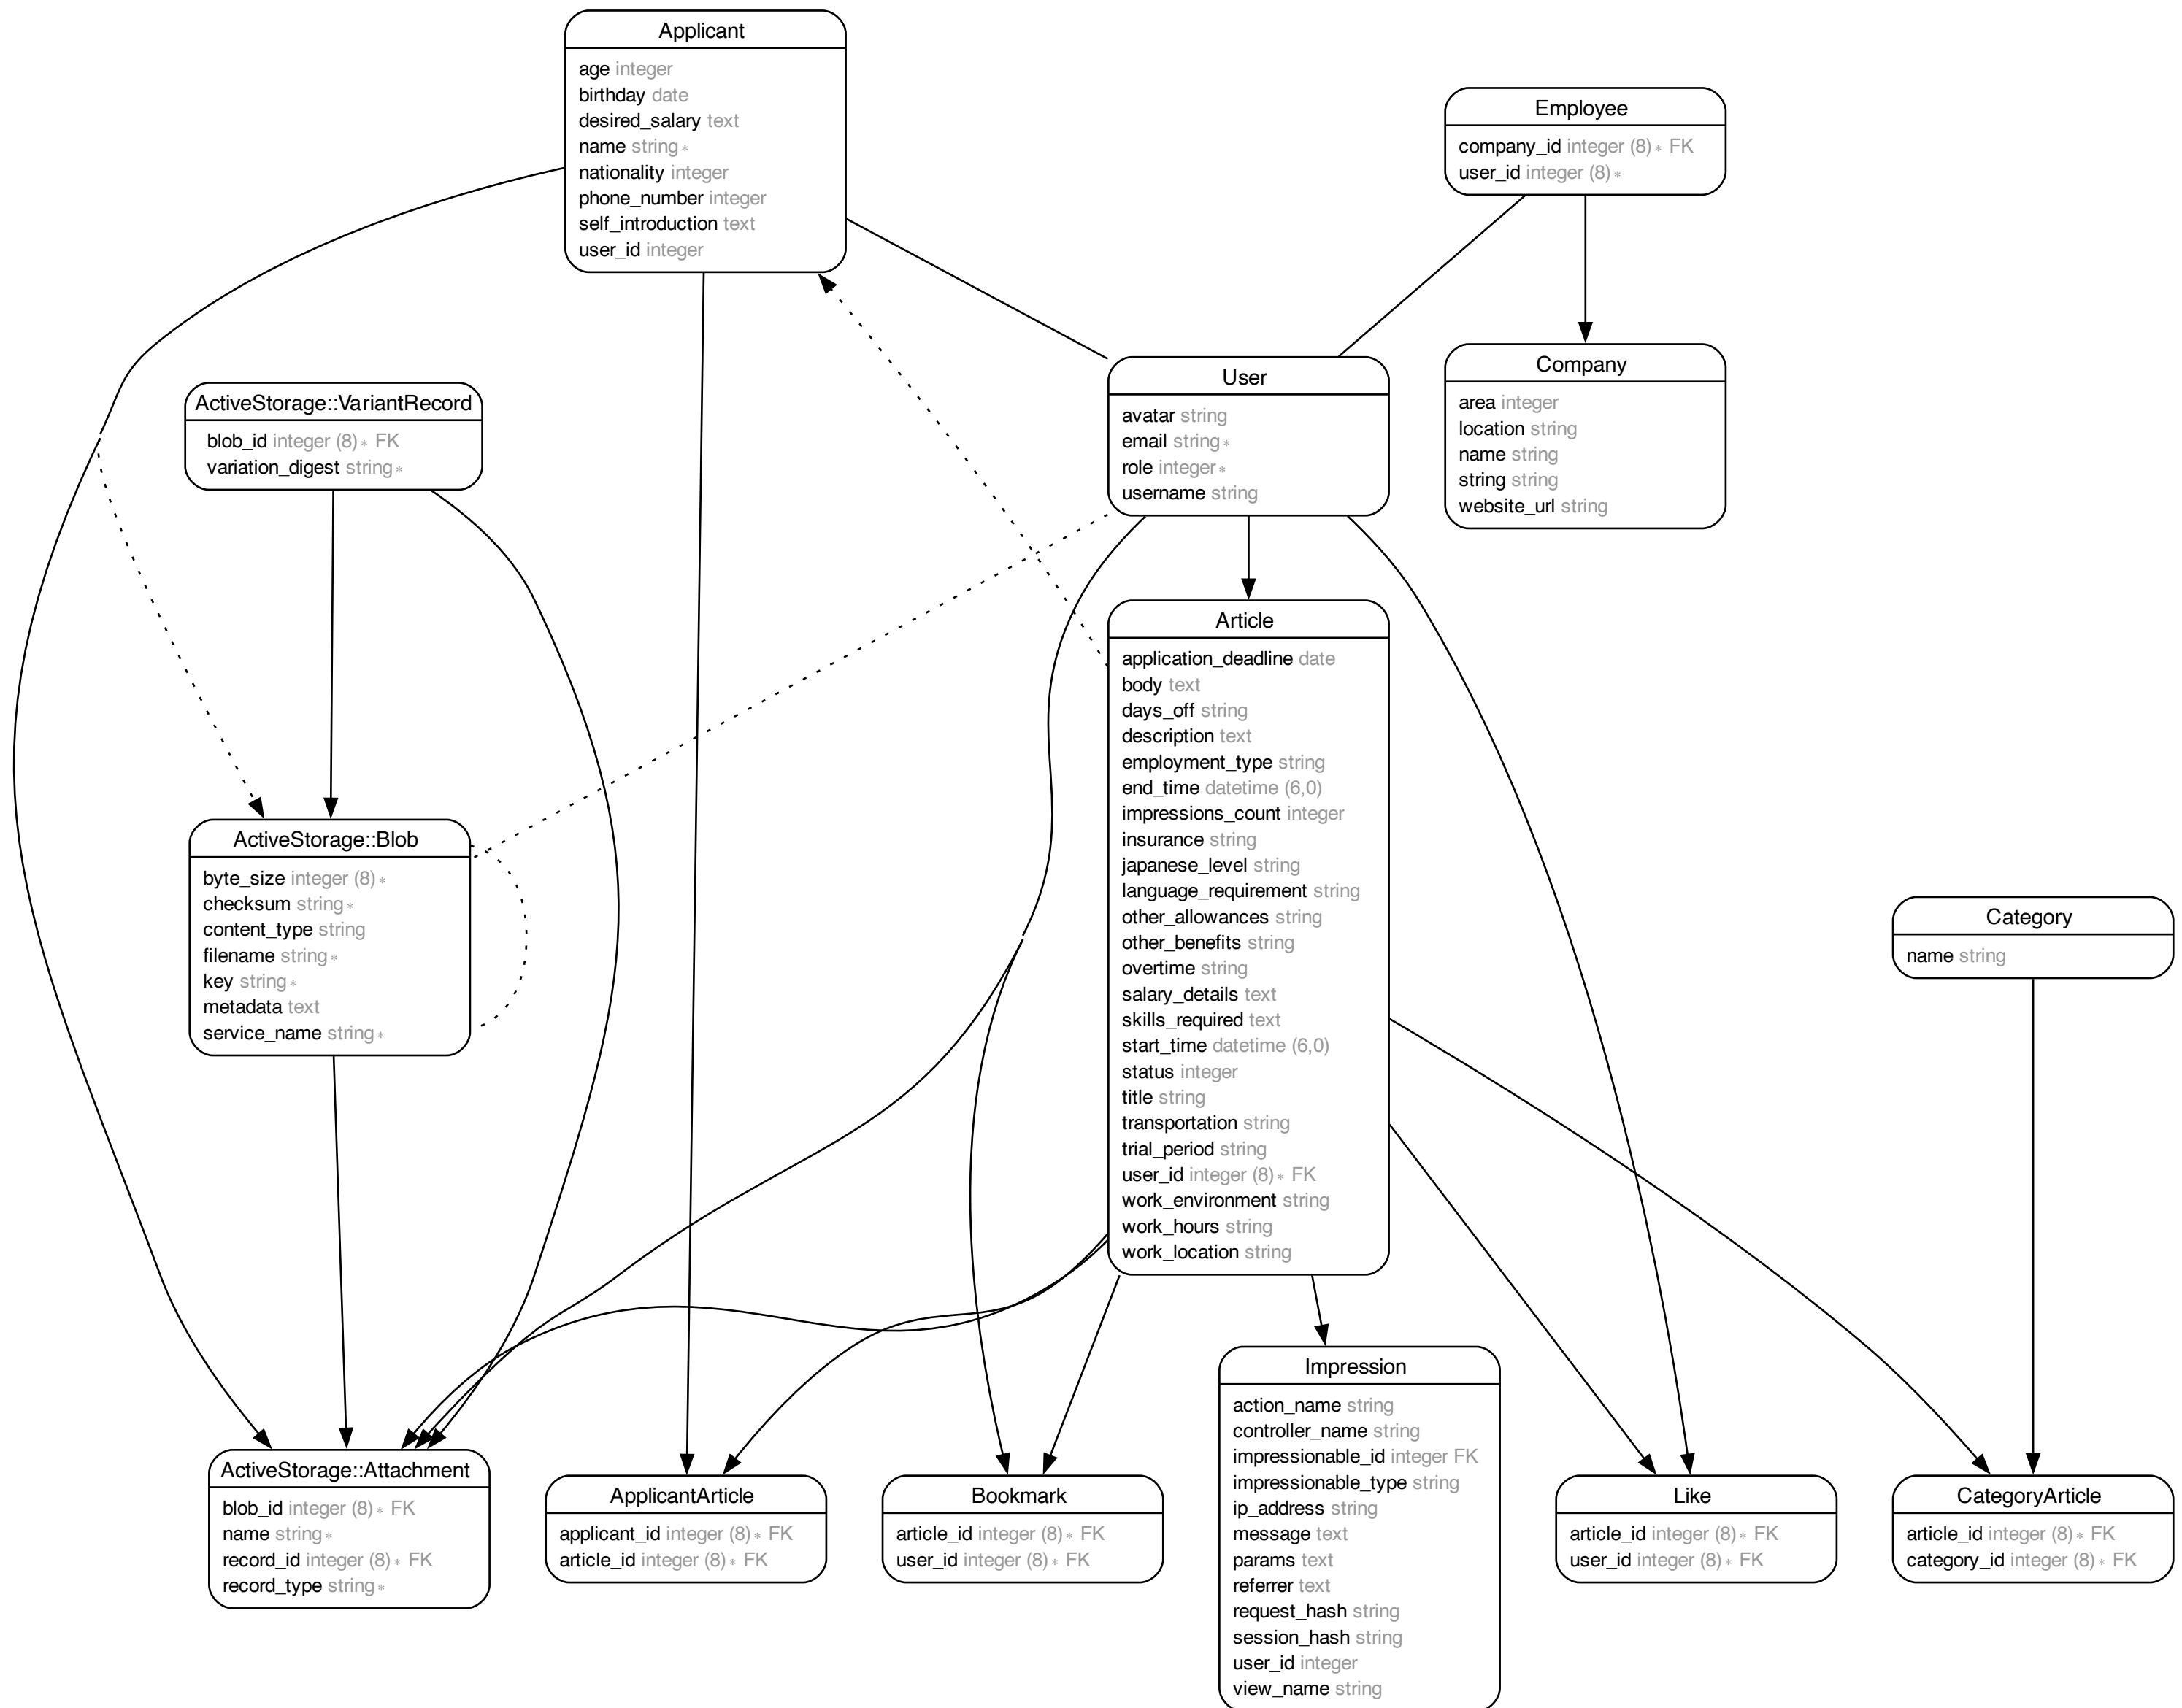 Applicant
age integer
birthday date
desired_salary text
name string*
nationality integer
phone_number integer
self_introduction text
user_id integer
Employee
company_id integer (8)* FK
user_id integer (8)*
User
avatar string
email string*
role integer*
username string
Company
area integer
location string
name string
string string
website_url string
ActiveStorage::VariantRecord
blob_id integer (8)* FK
variation_digest string*
Article
application_deadline date
body text
days_off string
description text
employment_type string
end_time datetime (6,0)
impressions_count integer
insurance string
japanese_level string
language_requirement string
other_allowances string
other_benefits string
overtime string
salary_details text
skills_required text
start_time datetime (6,0)
status integer
title string
transportation string
trial_period string
user_id integer (8)* FK
work_environment string
work_hours string
work_location string
ActiveStorage::Blob
byte_size integer (8)*
checksum string*
content_type string
filename string*
key string*
metadata text
service_name string*
Category
name string
ActiveStorage::Attachment
blob_id integer (8)* FK
name string*
record_id integer (8)* FK
record_type string*
ApplicantArticle
applicant_id integer (8)* FK
article_id integer (8)* FK
Bookmark
article_id integer (8)* FK
user_id integer (8)* FK
Impression
action_name string
controller_name string
impressionable_id integer FK
impressionable_type string
ip_address string
message text
params text
referrer text
request_hash string
session_hash string
user_id integer
view_name string
Like
article_id integer (8)* FK
user_id integer (8)* FK
CategoryArticle
article_id integer (8)* FK
category_id integer (8)* FK